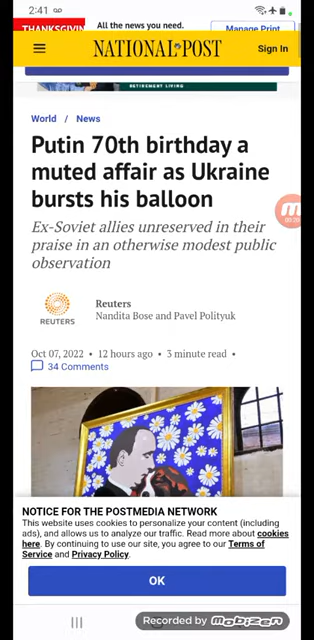 2:41
THANKSGIVIN
All the news you need.
Manage Print
NATIONAL POST
Sign In
RETIREMENT LIVING
World / News
Putin 70th birthday a
muted affair as Ukraine
bursts his balloon
Ex-Soviet allies unreserved in their
praise in an otherwise modest public
observation
REUTERS
Reuters
Nandita Bose and Pavel Polityuk
Oct 07, 2022 • 12 hours ago • 3 minute read •
34 Comments
NOTICE FOR THE POSTMEDIA NETWORK
This website uses cookies to personalize your content (including
ads), and allows us to analyze our traffic. Read more about cookies
here. By continuing to use our site, you agree to our Terms of
Service and Privacy Policy.
OK
Recorded by mobizen